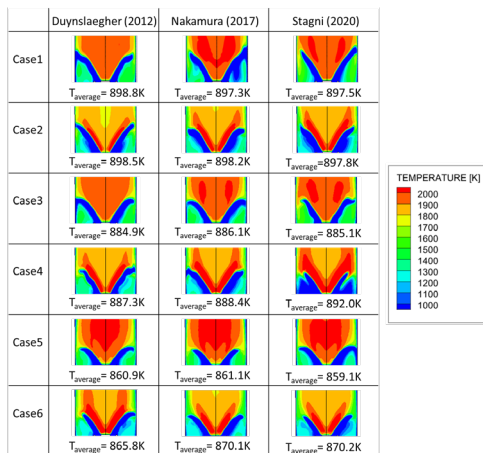 Duynslaegher (2012) Nakamura (2017) Stagni (2020)
Case1
Taverage= 898.8K Taverage= 897.3K Taverage= 897.5K
Case2
Taverage= 898.5K Taverage= 898.2K Taverage=897.8K
Case3
Taverage= 884.9K Taverage= 886.1K Taverage= 885.1K
Case4
Taverage= 887.3K Taverage= 888.4K Taverage= 892.0K
Case5
Taverage= 860.9K Taverage= 861.1K Taverage= 859.1K
Case6
Taverage= 865.8K Taverage= 870.1K Taverage= 870.2K
TEMPERATURE [K]
2000
1900
1800
1700
1600
1500
1400
1300
1200
1100
1000